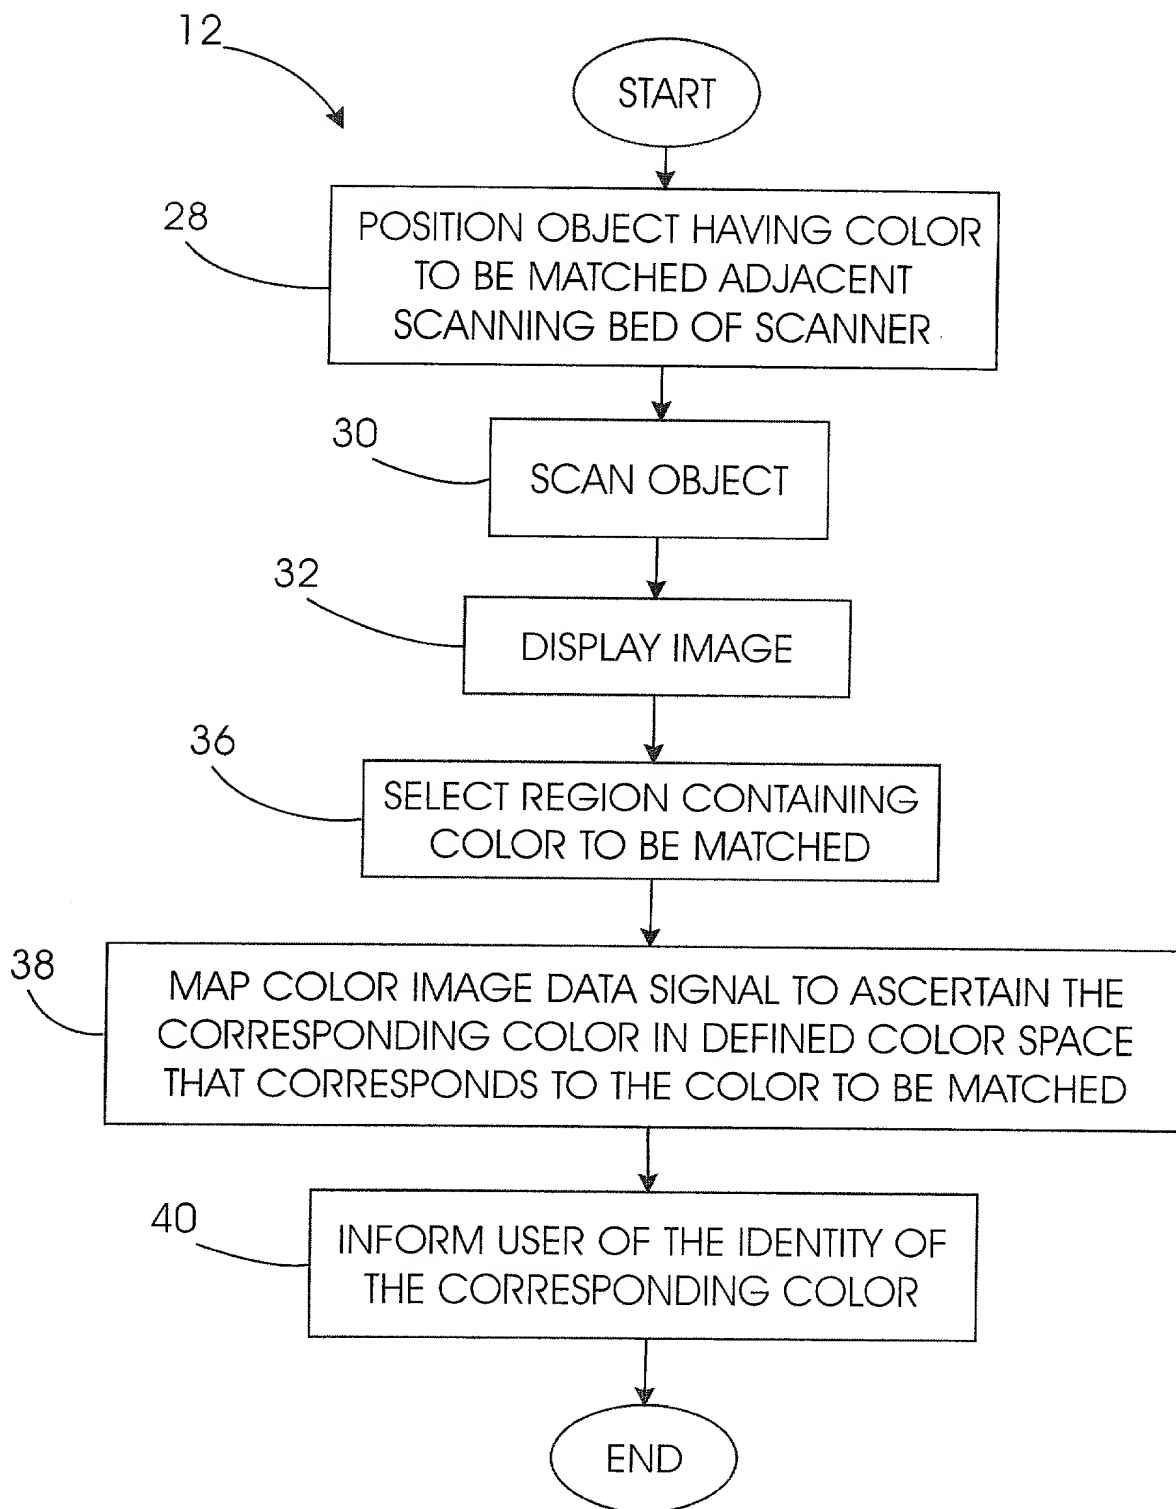 12
START
28
POSITION OBJECT HAVING COLOR
TO BE MATCHED ADJACENT
SCANNING BED OF SCANNER
30
SCAN OBJECT
32
DISPLAY IMAGE
36
SELECT REGION CONTAINING
COLOR TO BE MATCHED
38
MAP COLOR IMAGE DATA SIGNAL TO ASCERTAIN THE
CORRESPONDING COLOR IN DEFINED COLOR SPACE
THAT CORRESPONDS TO THE COLOR TO BE MATCHED
40
INFORM USER OF THE IDENTITY OF
THE CORRESPONDING COLOR
END